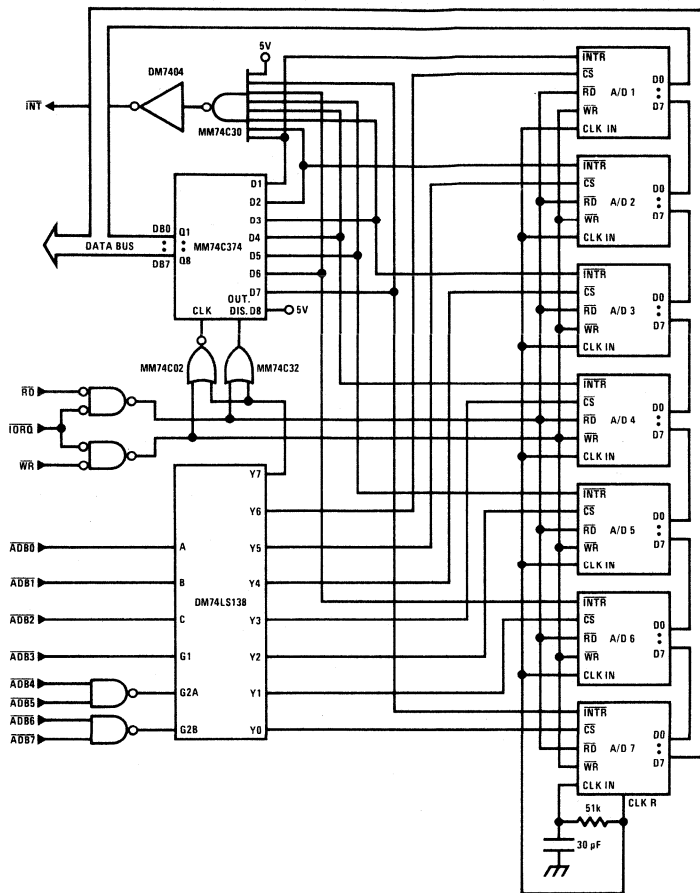 5V
DM7404
INT
MM74C30
DATA BUS
DB0
DB7
Q1
Q8
MM74C374
D1
D2
D3
D4
D5
D6
D7
OUT.
DIS. D8
CLK
5V
MM74C02
MM74C32
RD
IORQ
WR
ADB0
ADB1
ADB2
ADB3
ADB4
ADB5
ADB6
ADB7
A
B
C
G1
G2A
G2B
DM74LS138
Y7
Y6
Y5
Y4
Y3
Y2
Y1
Y0
INTR
CS
RD A/D 1
WR
CLK IN
D0
D7
INTR
CS
RD A/D 2
WR
CLK IN
D0
D7
INTR
CS
RD A/D 3
WR
CLK IN
D0
D7
INTR
CS
RD A/D 4
WR
CLK IN
D0
D7
INTR
CS
RD A/D 5
WR
CLK IN
D0
D7
INTR
CS
RD A/D 6
WR
CLK IN
D0
D7
INTR
CS
RD A/D 7
WR
CLK IN
D0
D7
CLK R
51k
30 pF